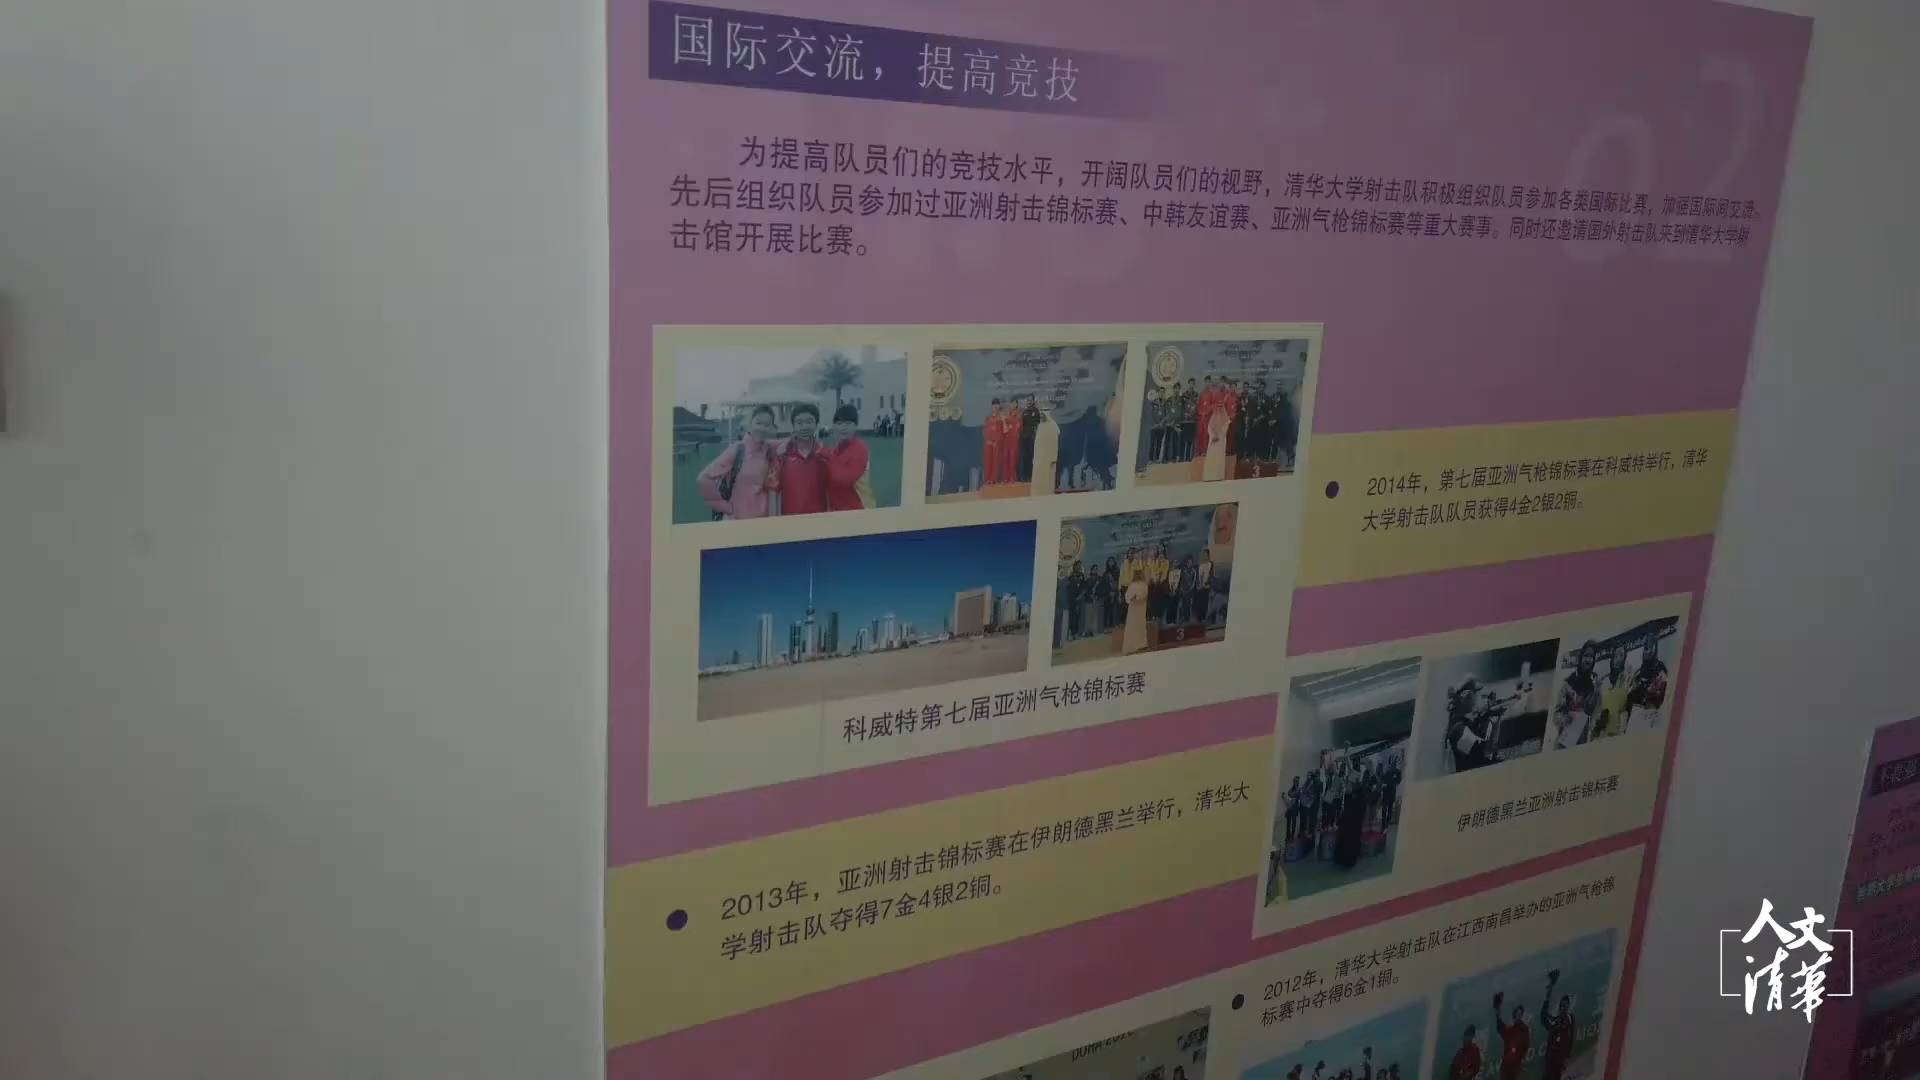 国际交流，提高竞技
为提高队员们的竞技水平，开阔队员们的视野，清华大学射击队积极组织队员参加各类国际比赛，加强国际间交流。
先后组织队员参加过亚洲射击锦标赛、中韩友谊赛、亚洲气枪锦标赛等重大赛事。同时还邀请国外射击队来到清华大学射
击馆开展比赛。
02
2014年，第七届亚洲气枪锦标赛在科威特举行，清华
大学射击队队员获得4金2银2铜。
3
3
科威特第七届亚洲气枪锦标赛
伊朗德黑兰亚洲射击锦标赛
2013年，亚洲射击锦标赛在伊朗德黑兰举行，清华大
学射击队夺得7金4银2铜。
2012年，清华大学射击队在江西南昌举办的亚洲气枪锦
标赛中夺得6金1铜。
人文
清華